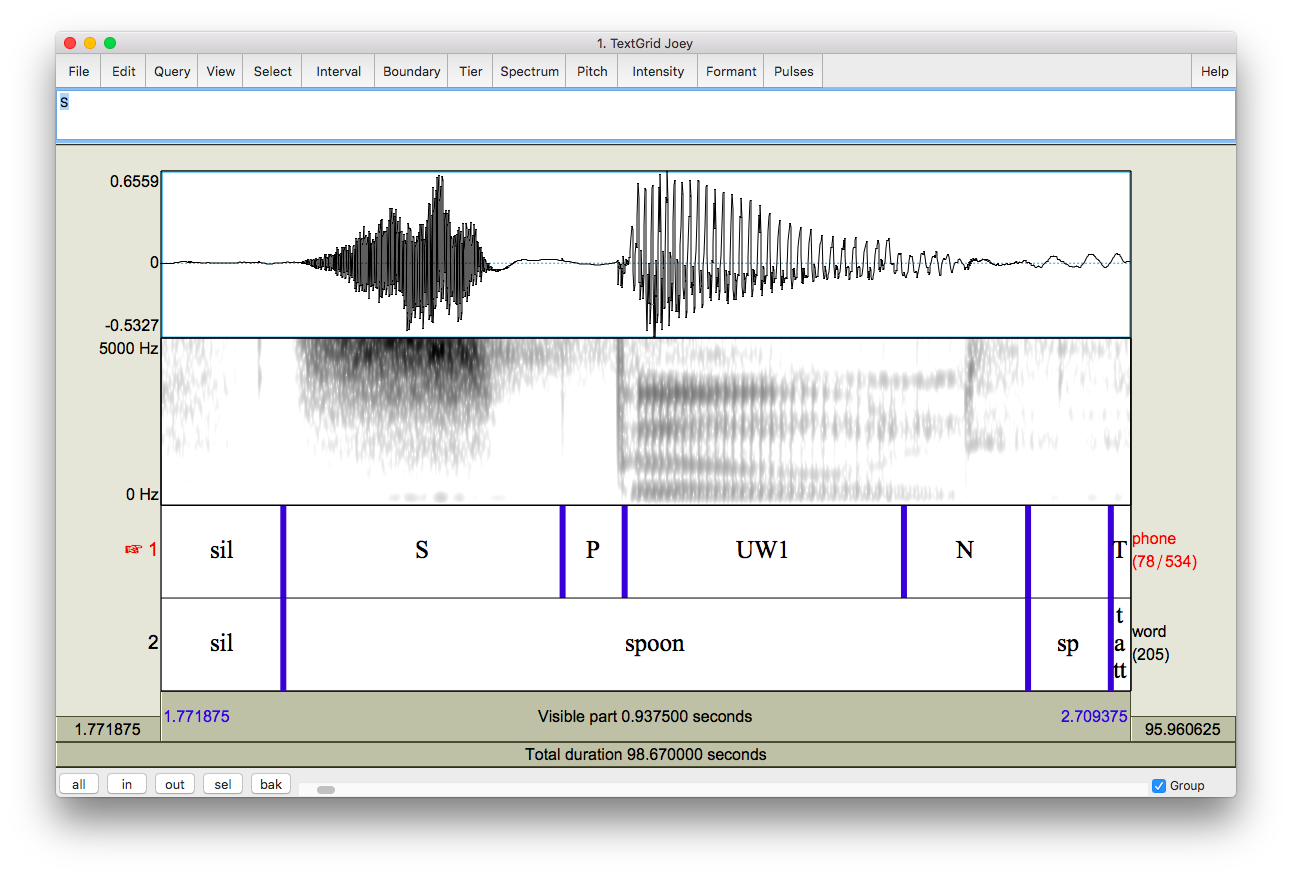 1. TextGrid Joey
File Edit Query View Select Interval Boundary Tier Spectrum Pitch Intensity Formant Pulses Help
S
0.6559
0
-0.5327
5000 Hz
0 Hz
☞ 1 sil S P UW1 N T phone
(78/534)
2 sil spoon sp t a tt word
(205)
1.771875 Visible part 0.937500 seconds 2.709375
1.771875 95.960625
Total duration 98.670000 seconds
all in out sel bak Group